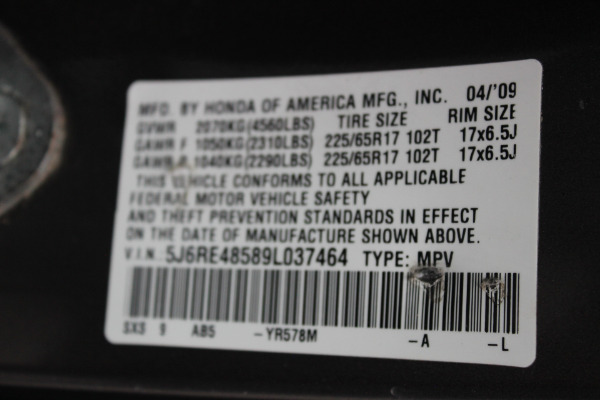 MFD. BY HONDA OF AMERICA MFG., INC. 04/'09
GVWR 2070KG(4560LBS) TIRE SIZE RIM SIZE
GAWR F 1050KG(2310LBS) 225/65R17 102T 17x6.5J
GAWR R 1040KG(2290LBS) 225/65R17 102T 17x6.5J
THIS VEHICLE CONFORMS TO ALL APPLICABLE
FEDERAL MOTOR VEHICLE SAFETY
AND THEFT PREVENTION STANDARDS IN EFFECT
ON THE DATE OF MANUFACTURE SHOWN ABOVE.
V.I.N.: 5J6RE48589L037464 TYPE: MPV
SXS 9 AB5 -YR578M -A -L